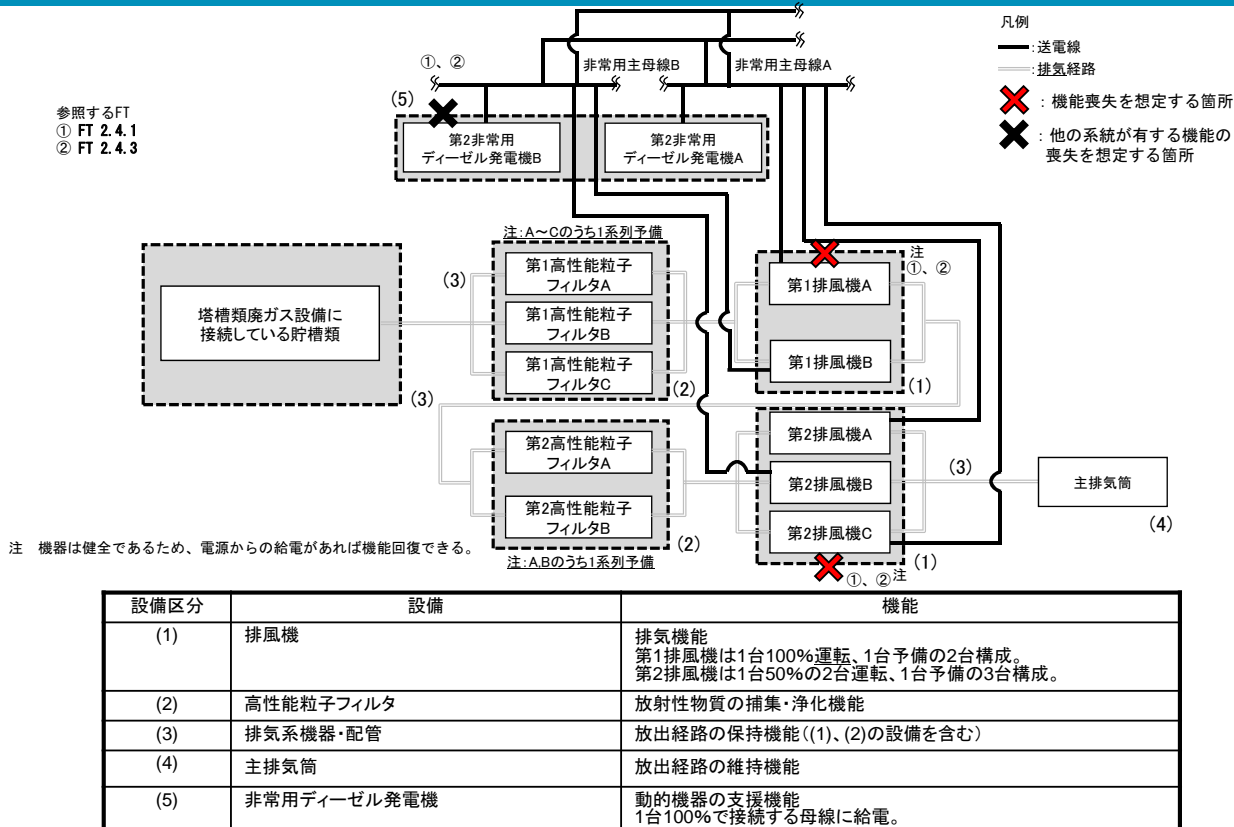 凡例
:送電線
:排気経路
:機能喪失を想定する箇所
:他の系統が有する機能の
喪失を想定する箇所
参照するFT
① FT 2.4.1
② FT 2.4.3
①、②
非常用主母線B
非常用主母線A
(5)
第2非常用
ディーゼル発電機B
第2非常用
ディーゼル発電機A
注:A~Cのうち1系列予備
塔槽類廃ガス設備に
接続している貯槽類
(3)
(3)
第1高性能粒子
フィルタA
第1高性能粒子
フィルタB
第1高性能粒子
フィルタC
(2)
注
①、②
第1排風機A
第1排風機B
(1)
第2高性能粒子
フィルタA
第2高性能粒子
フィルタB
(2)
注:A,Bのうち1系列予備
第2排風機A
第2排風機B
第2排風機C
(1)
①、②注
(3)
主排気筒
(4)
注 機器は健全であるため、電源からの給電があれば機能回復できる。
設備区分 設備 機能
(1) 排風機 排気機能
第1排風機は1台100%運転、1台予備の2台構成。
第2排風機は1台50%の2台運転、1台予備の3台構成。
(2) 高性能粒子フィルタ 放射性物質の捕集・浄化機能
(3) 排気系機器・配管 放出経路の保持機能((1)、(2)の設備を含む)
(4) 主排気筒 放出経路の維持機能
(5) 非常用ディーゼル発電機 動的機器の支援機能
1台100%で接続する母線に給電。